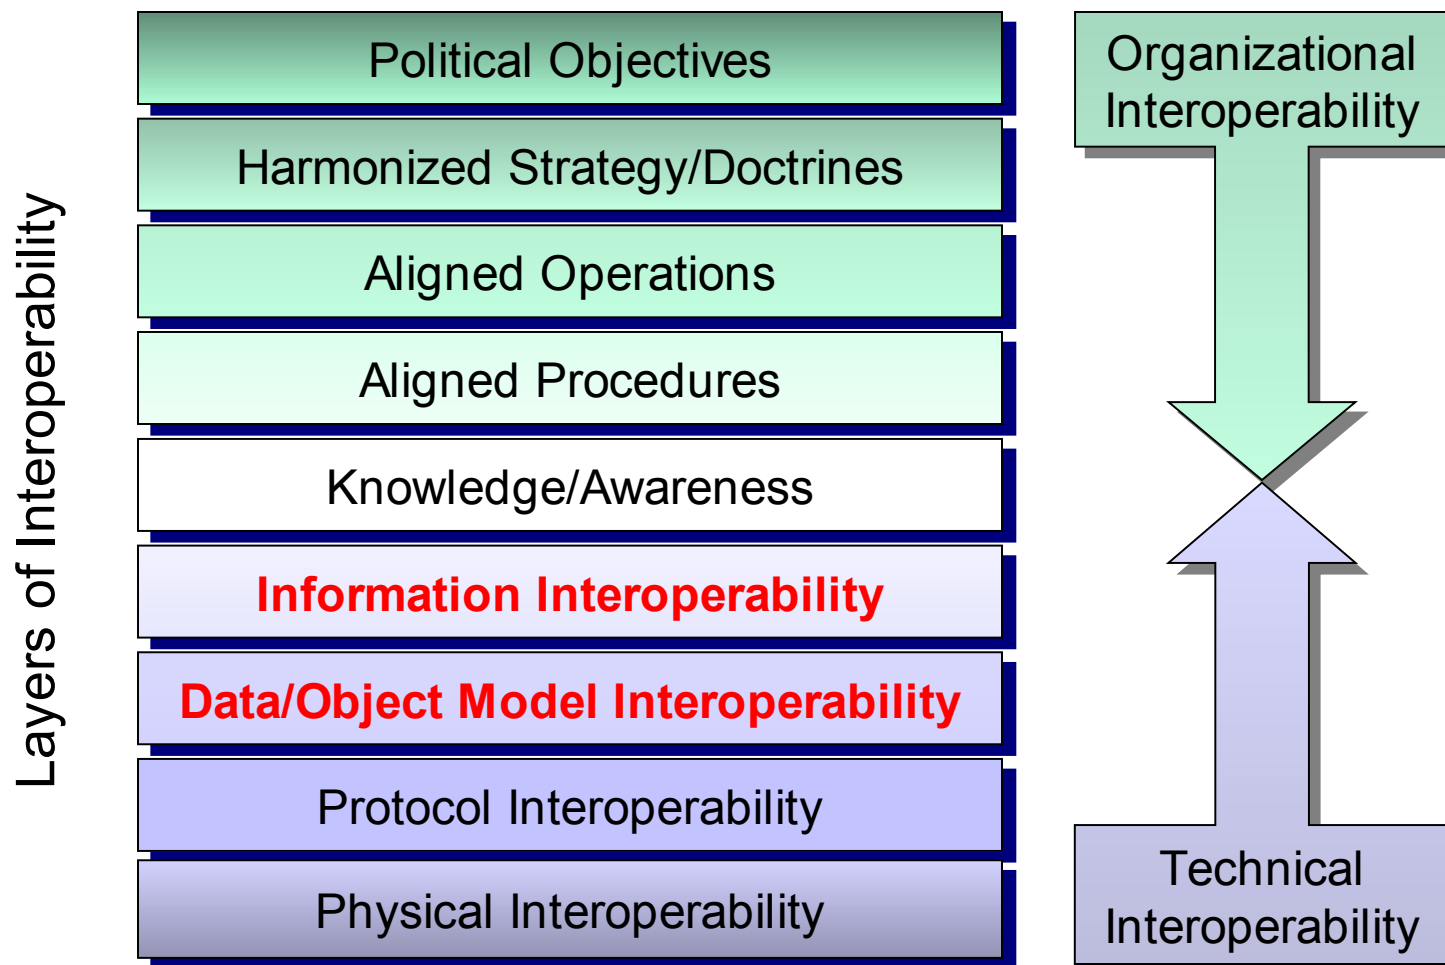 Layers of Interoperability
Political Objectives
Harmonized Strategy/Doctrines
Aligned Operations
Aligned Procedures
Knowledge/Awareness
Information Interoperability
Data/Object Model Interoperability
Protocol Interoperability
Physical Interoperability
Organizational
Interoperability
Technical
Interoperability